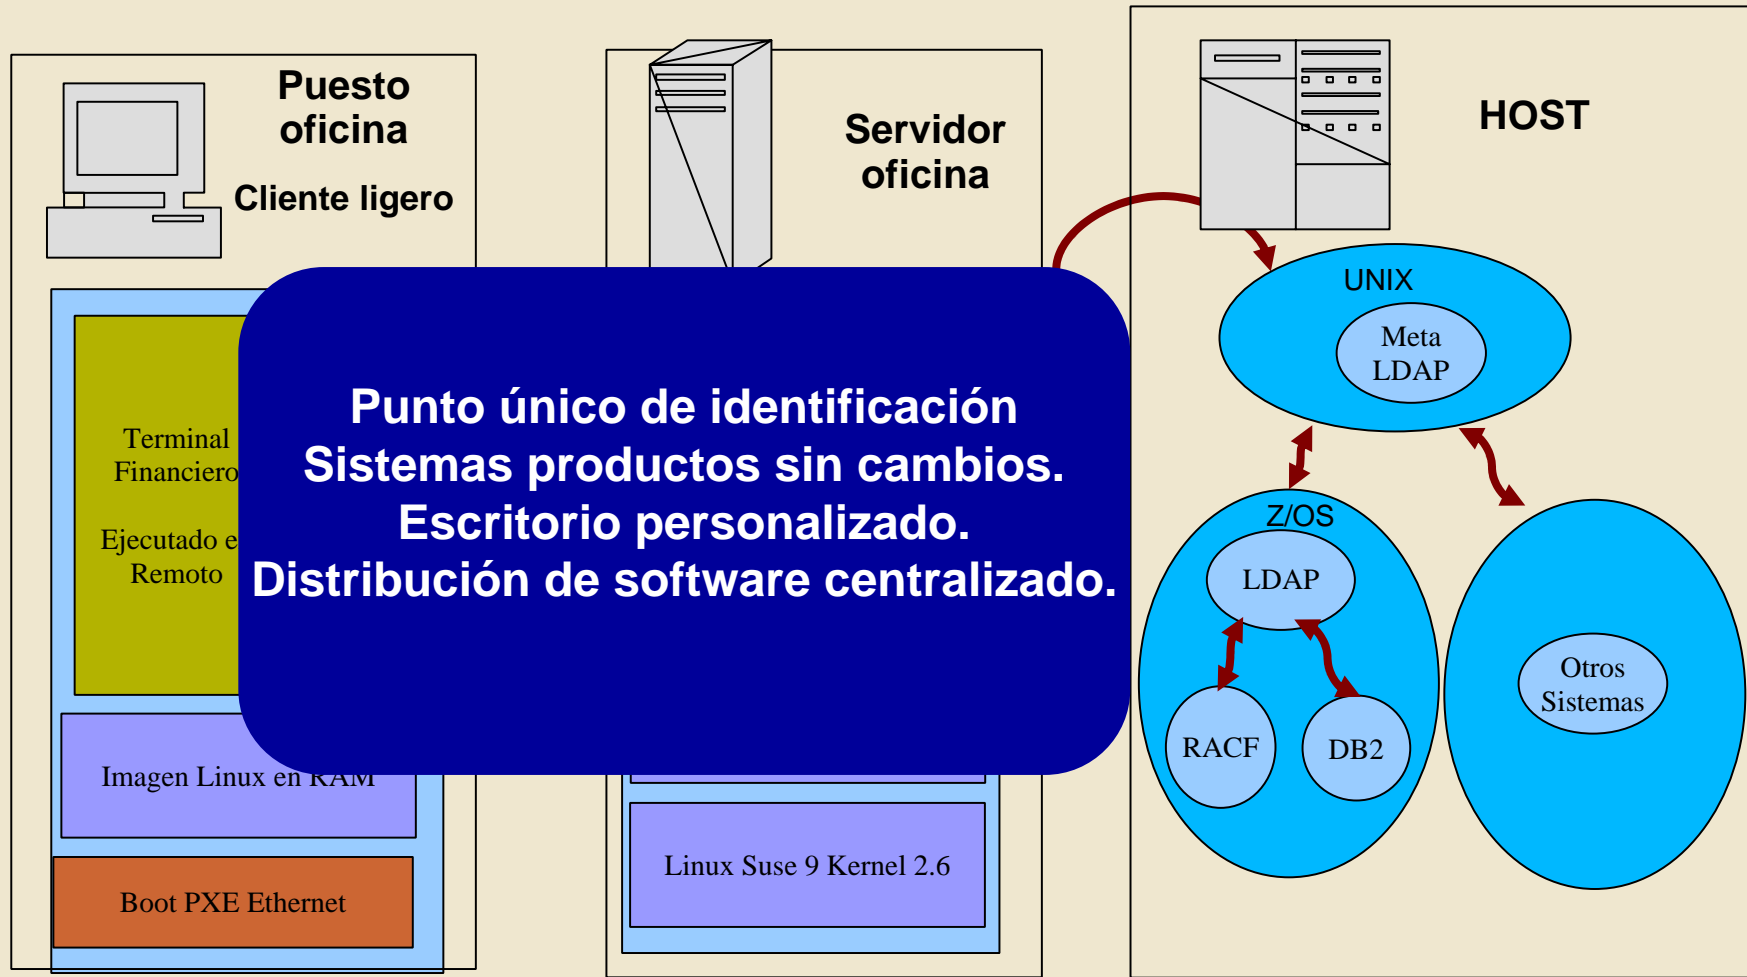 Puesto
oficina
Cliente ligero
Terminal
Financiero
Ejecutado
Remoto
Imagen Linux en RAM
Boot PXE Ethernet
Servidor
oficina
Linux Suse 9 Kernel 2.6
Punto único de identificación
Sistemas productos sin cambios.
Escritorio personalizado.
Distribución de software centralizado.
HOST
UNIX
Meta
LDAP
Z/OS
LDAP
RACF
DB2
Otros
Sistemas